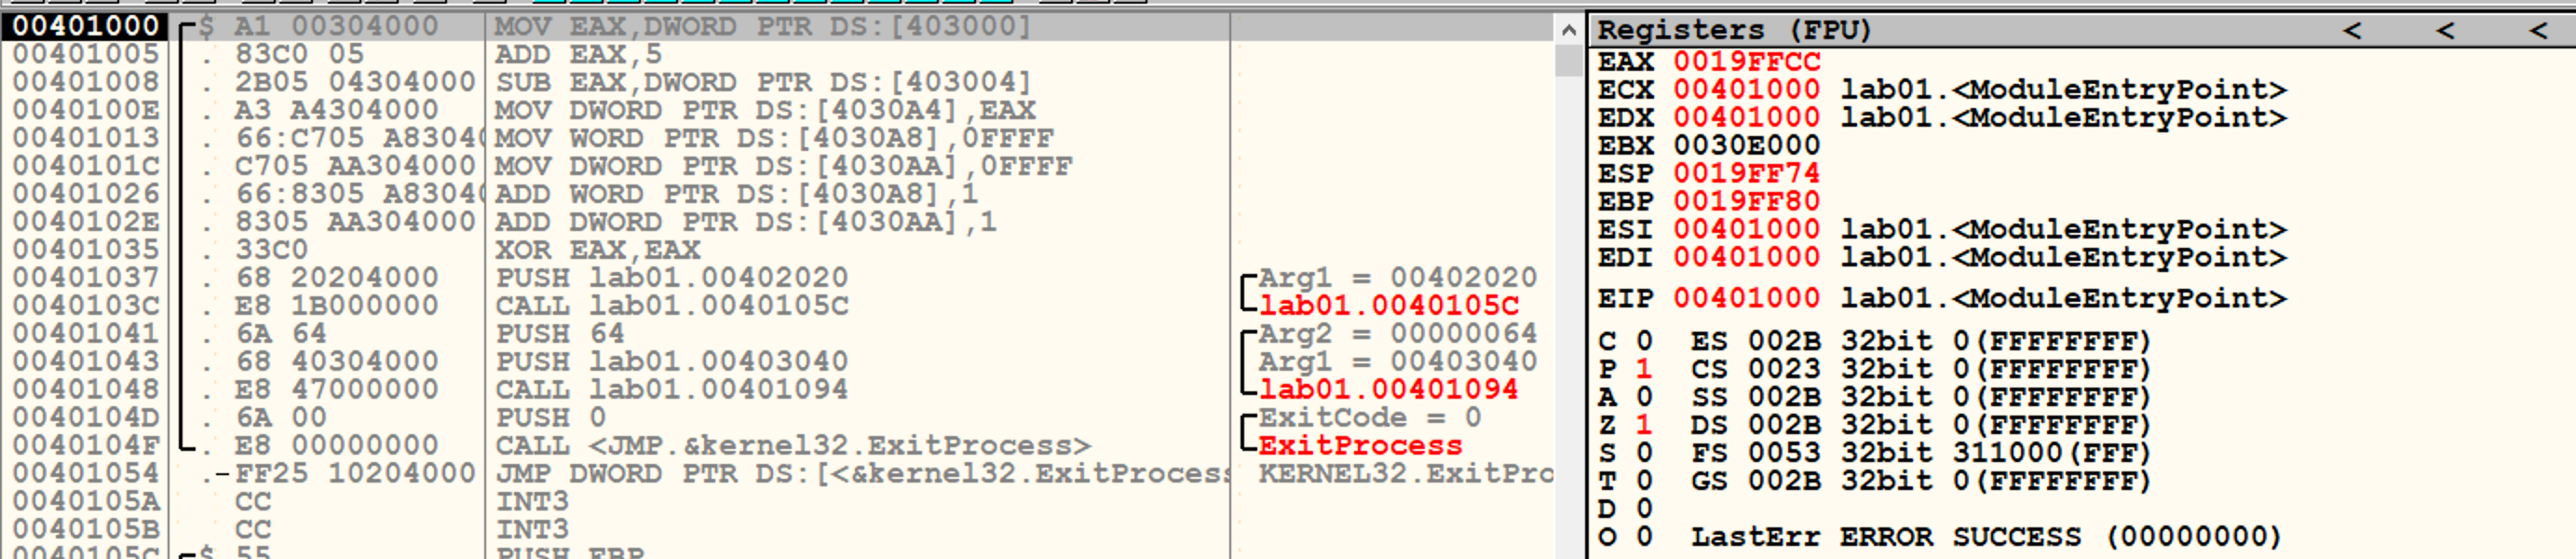 00401000 $ A1 00304000 MOV EAX,DWORD PTR DS:[403000]
00401005 . 83C0 05 ADD EAX,5
00401008 . 2B05 04304000 SUB EAX,DWORD PTR DS:[403004]
0040100E . A3 A4304000 MOV DWORD PTR DS:[4030A4],EAX
00401013 . 66:C705 A8304( MOV WORD PTR DS:[4030A8],0FFFF
0040101C . C705 AA304000 MOV DWORD PTR DS:[4030AA],0FFFF
00401026 . 66:8305 A8304( ADD WORD PTR DS:[4030A8],1
0040102E . 8305 AA304000 ADD DWORD PTR DS:[4030AA],1
00401035 . 33C0 XOR EAX,EAX
00401037 . 68 20204000 PUSH lab01.00402020 Arg1 = 00402020
0040103C . E8 1B000000 CALL lab01.0040105C lab01.0040105C
00401041 . 6A 64 PUSH 64 Arg2 = 00000064
00401043 . 68 40304000 PUSH lab01.00403040 Arg1 = 00403040
00401048 . E8 47000000 CALL lab01.00401094 lab01.00401094
0040104D . 6A 00 PUSH 0 ExitCode = 0
0040104F . E8 00000000 CALL <JMP.&kernel32.ExitProcess> ExitProcess
00401054 .-FF25 10204000 JMP DWORD PTR DS:[<&kernel32.ExitProcess KERNEL32.ExitPro
0040105A CC INT3
0040105B CC INT3
0040105C $ 55 PUSH EBP
Registers (FPU) < < <
EAX 0019FFCC
ECX 00401000 lab01.<ModuleEntryPoint>
EDX 00401000 lab01.<ModuleEntryPoint>
EBX 0030E000
ESP 0019FF74
EBP 0019FF80
ESI 00401000 lab01.<ModuleEntryPoint>
EDI 00401000 lab01.<ModuleEntryPoint>
EIP 00401000 lab01.<ModuleEntryPoint>
C 0 ES 002B 32bit 0(FFFFFFFF)
P 1 CS 0023 32bit 0(FFFFFFFF)
A 0 SS 002B 32bit 0(FFFFFFFF)
Z 1 DS 002B 32bit 0(FFFFFFFF)
S 0 FS 0053 32bit 311000(FFF)
T 0 GS 002B 32bit 0(FFFFFFFF)
D 0
O 0 LastErr ERROR SUCCESS (00000000)